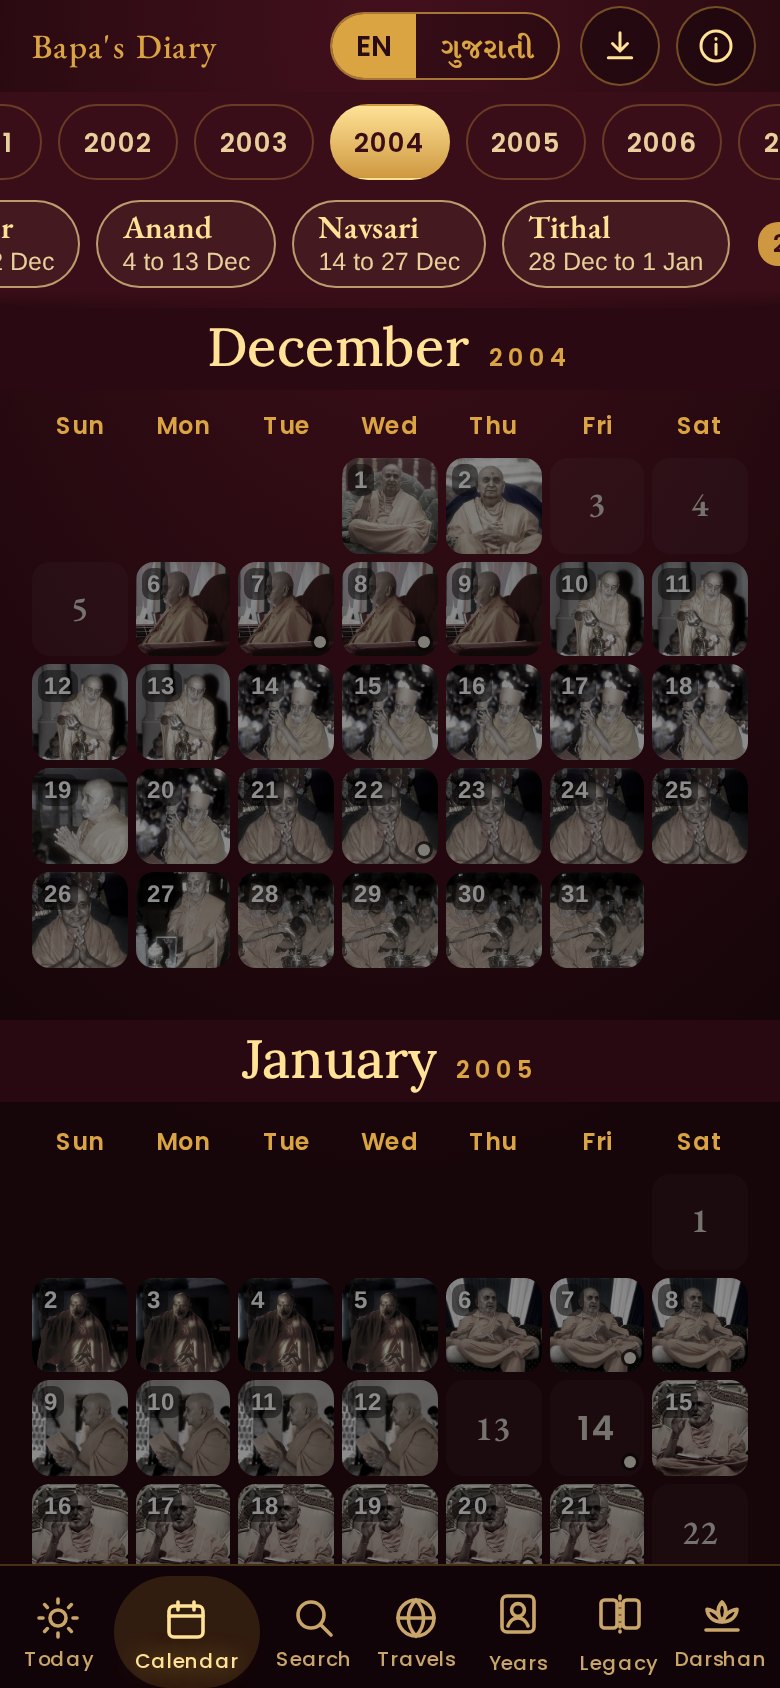 Bapa's Diary EN ગુજરાતી
1 2002 2003 2004 2005 2006 2
r Anand Navsari Tithal
2 Dec 4 to 13 Dec 14 to 27 Dec 28 Dec to 1 Jan 2
December 2004
Sun Mon Tue Wed Thu Fri Sat
1 2 3 4
5 6 7 8 9 10 11
12 13 14 15 16 17 18
19 20 21 22 23 24 25
26 27 28 29 30 31
January 2005
Sun Mon Tue Wed Thu Fri Sat
1
2 3 4 5 6 7 8
9 10 11 12 13 14 15
16 17 18 19 20 21 22
Today Calendar Search Travels Years Legacy Darshan